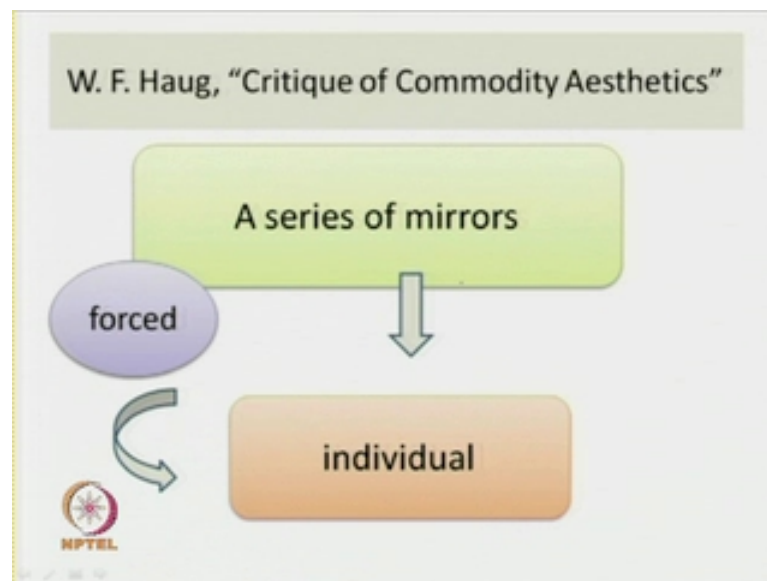 W. F. Haug, “Critique of Commodity Aesthetics”
A series of mirrors
forced
individual
NPTEL